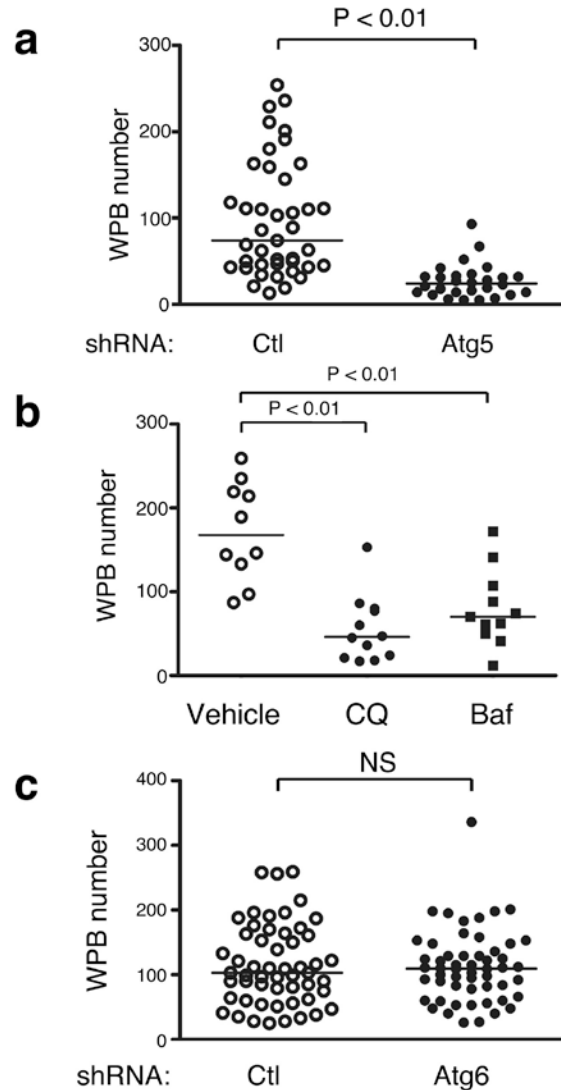 a
P < 0.01
300
200
100
0
WPB number
shRNA: Ctl Atg5
b
P < 0.01
P < 0.01
300
200
100
0
WPB number
Vehicle CQ Baf
c
NS
400
300
200
100
0
WPB number
shRNA: Ctl Atg6